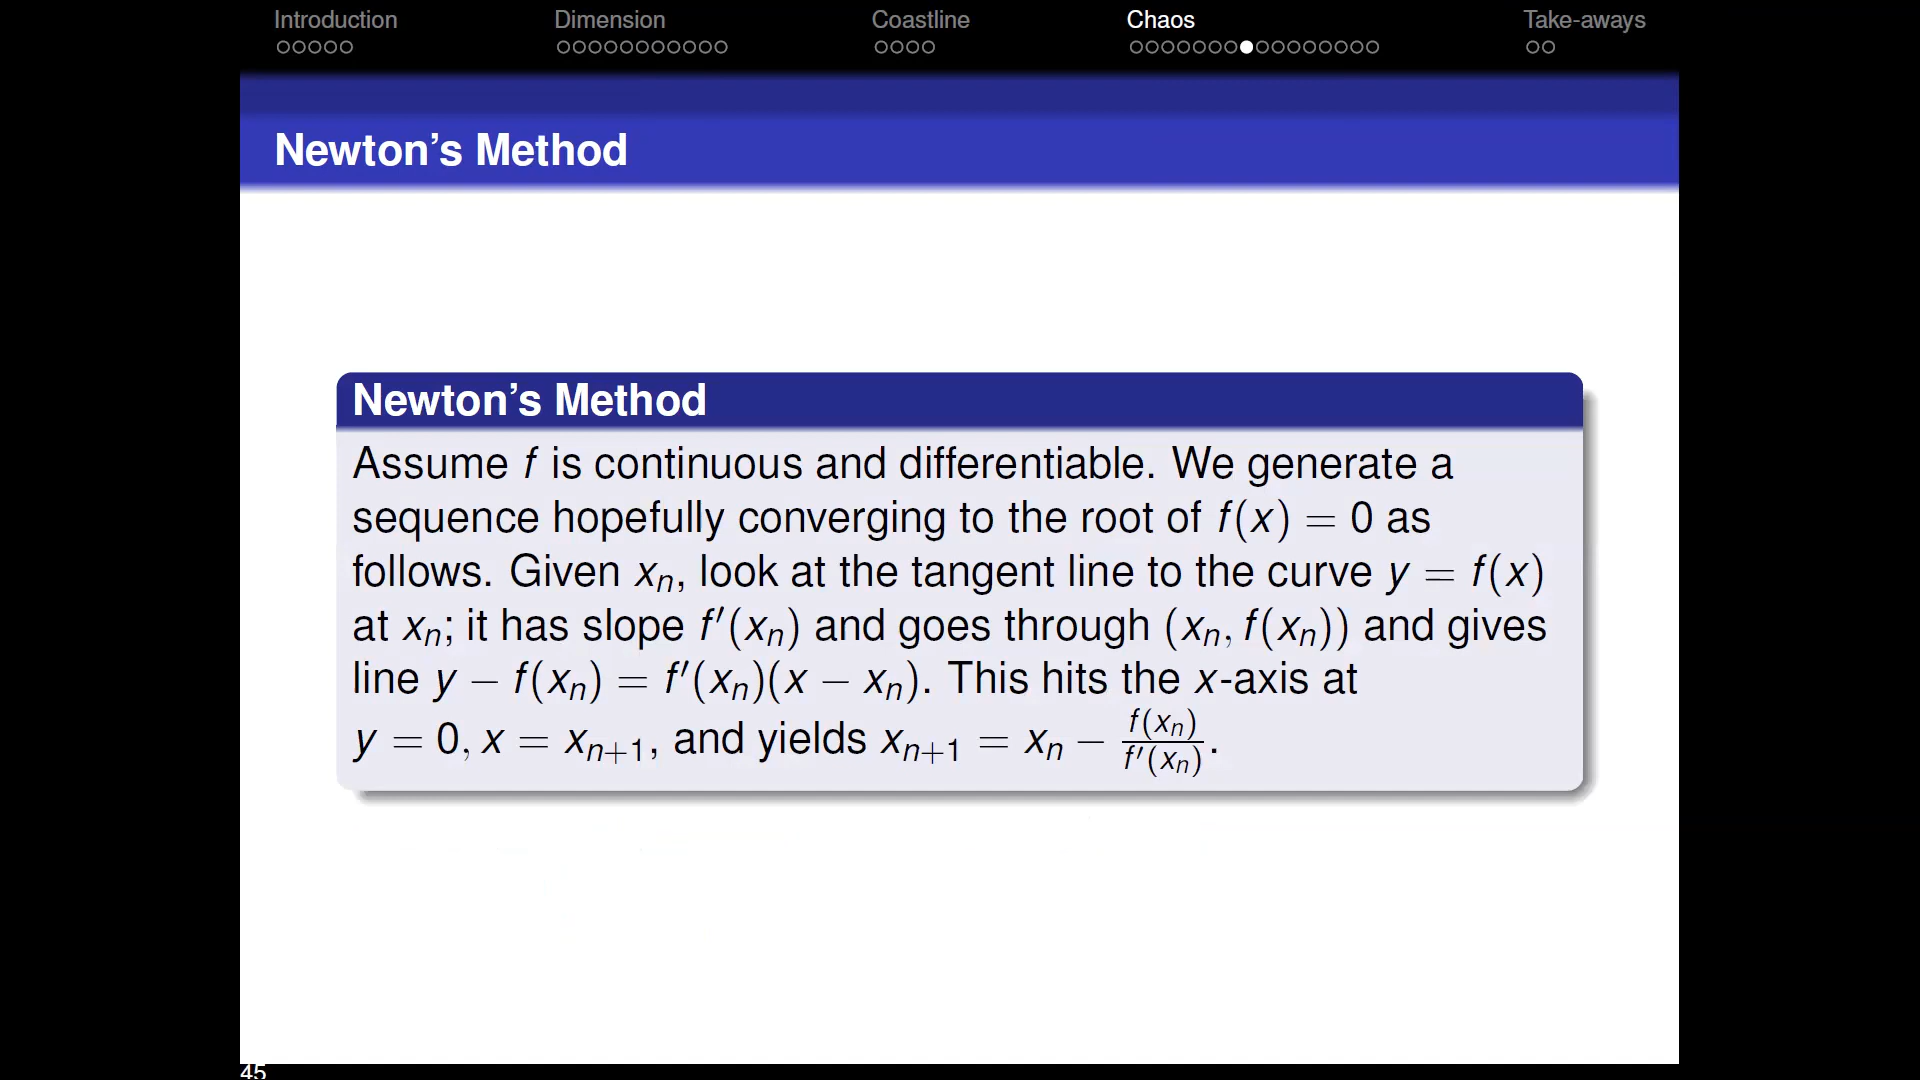 Introduction Dimension Coastline Chaos Take-aways
Newton’s Method
Newton’s Method
Assume f is continuous and differentiable. We generate a
sequence hopefully converging to the root of f(x) = 0 as
follows. Given xₙ, look at the tangent line to the curve y = f(x)
at xₙ; it has slope f′(xₙ) and goes through (xₙ, f(xₙ)) and gives
line y − f(xₙ) = f′(xₙ)(x − xₙ). This hits the x-axis at
y = 0, x = xₙ₊₁, and yields xₙ₊₁ = xₙ − f(xₙ)/f′(xₙ).
45